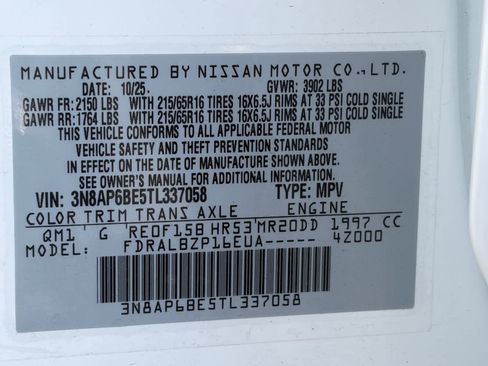 MANUFACTURED BY NISSAN MOTOR CO., LTD.
DATE: 10/25. GVWR: 3902 LBS
GAWR FR: 2150 LBS WITH 215/65R16 TIRES 16X6.5J RIMS AT 33 PSI COLD SINGLE
GAWR RR: 1764 LBS WITH 215/65R16 TIRES 16X6.5J RIMS AT 33 PSI COLD SINGLE
THIS VEHICLE CONFORMS TO ALL APPLICABLE FEDERAL MOTOR
VEHICLE SAFETY AND THEFT PREVENTION STANDARDS
IN EFFECT ON THE DATE OF MANUFACTURE SHOWN ABOVE.
SEE OWNER'S MANUAL FOR ADDITIONAL INFORMATION.
VIN: 3N8AP6BE5TL337058 TYPE: MPV
COLOR TRIM TRANS AXLE ENGINE
QM1 ' G 'RE0F15B HR53'MR20DD 1997 CC
MODEL: FDRALBZP16EUA----- 4Z000
3N8AP6BE5TL337058